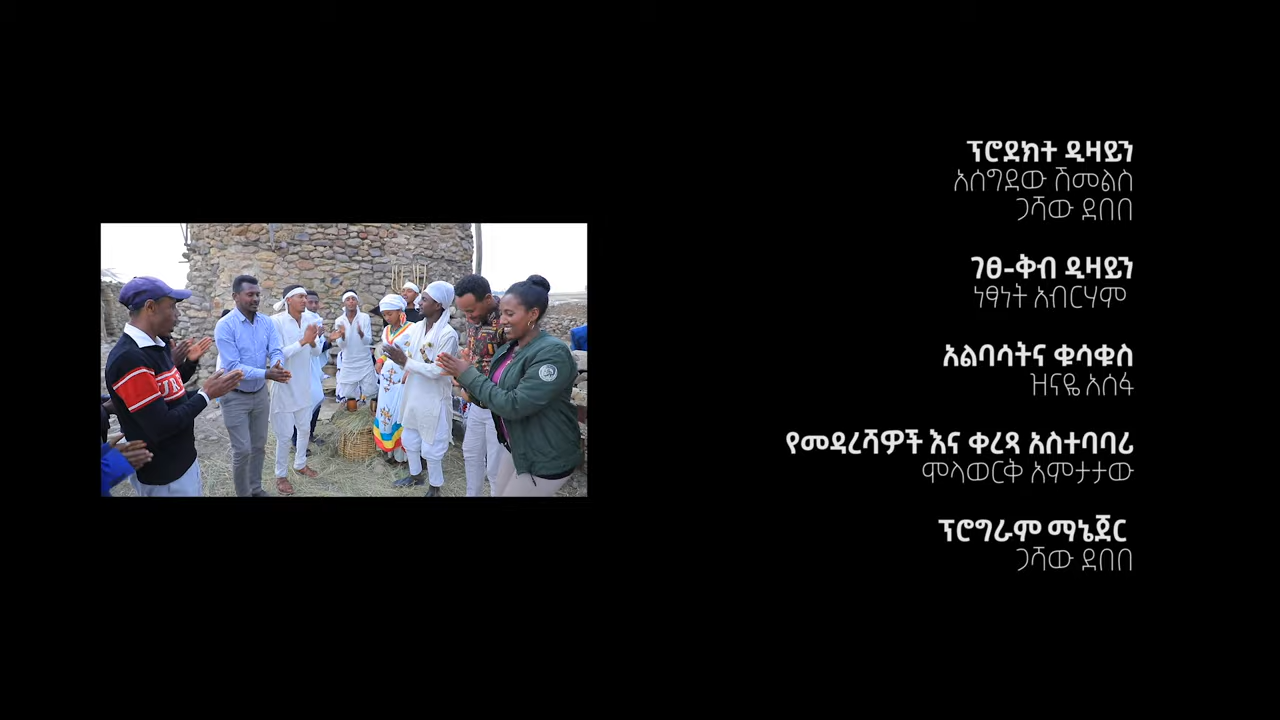 ፕሮዳክት ዲዛይን
አሰግደው ሽመልስ
ጋሻው ደበበ
ገፀ-ቅብ ዲዛይን
ነፃነት አብርሃም
አልባሳትና ቁሳቁስ
ዝናዬ አሰፋ
የመዳረሻዎች እና ቀረጻ አስተባባሪ
ሞላወርቅ አምታታው
ፕሮግራም ማኔጀር
ጋሻው ደበበ